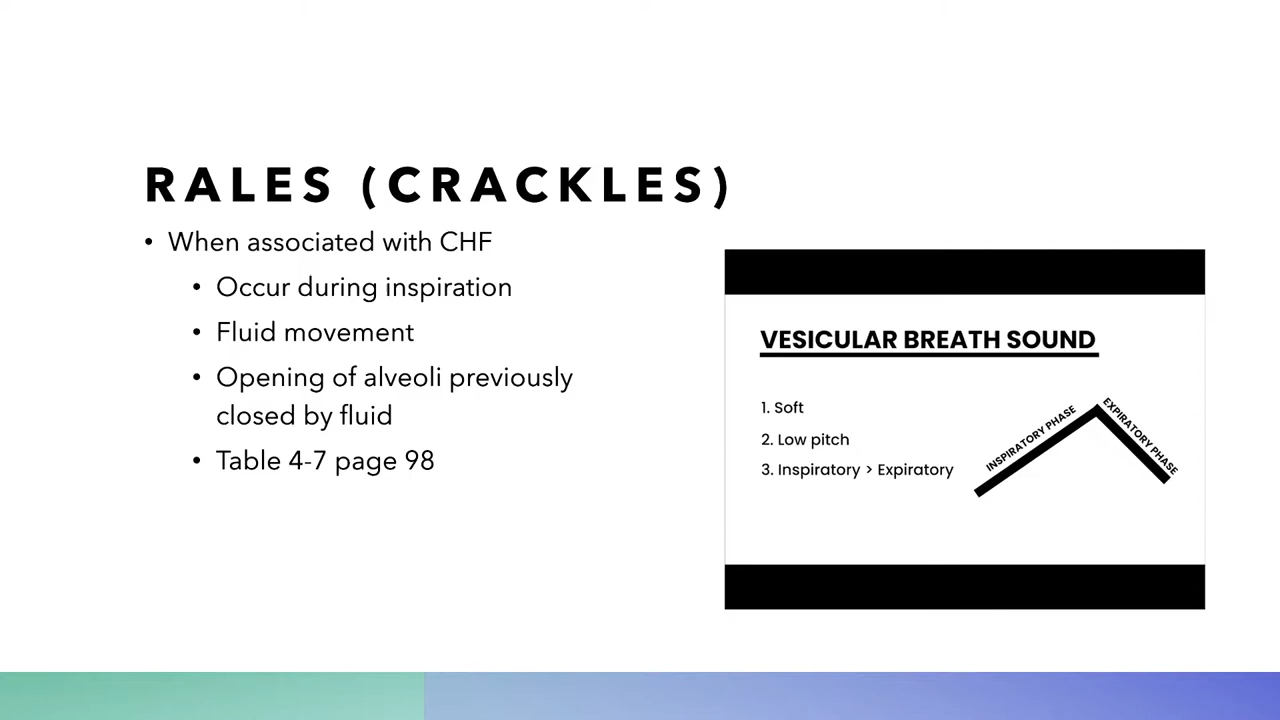 RALES (CRACKLES)
• When associated with CHF
• Occur during inspiration
• Fluid movement
• Opening of alveoli previously
closed by fluid
• Table 4-7 page 98
VESICULAR BREATH SOUND
1. Soft
2. Low pitch
3. Inspiratory > Expiratory
INSPIRATORY PHASE
EXPIRATORY PHASE